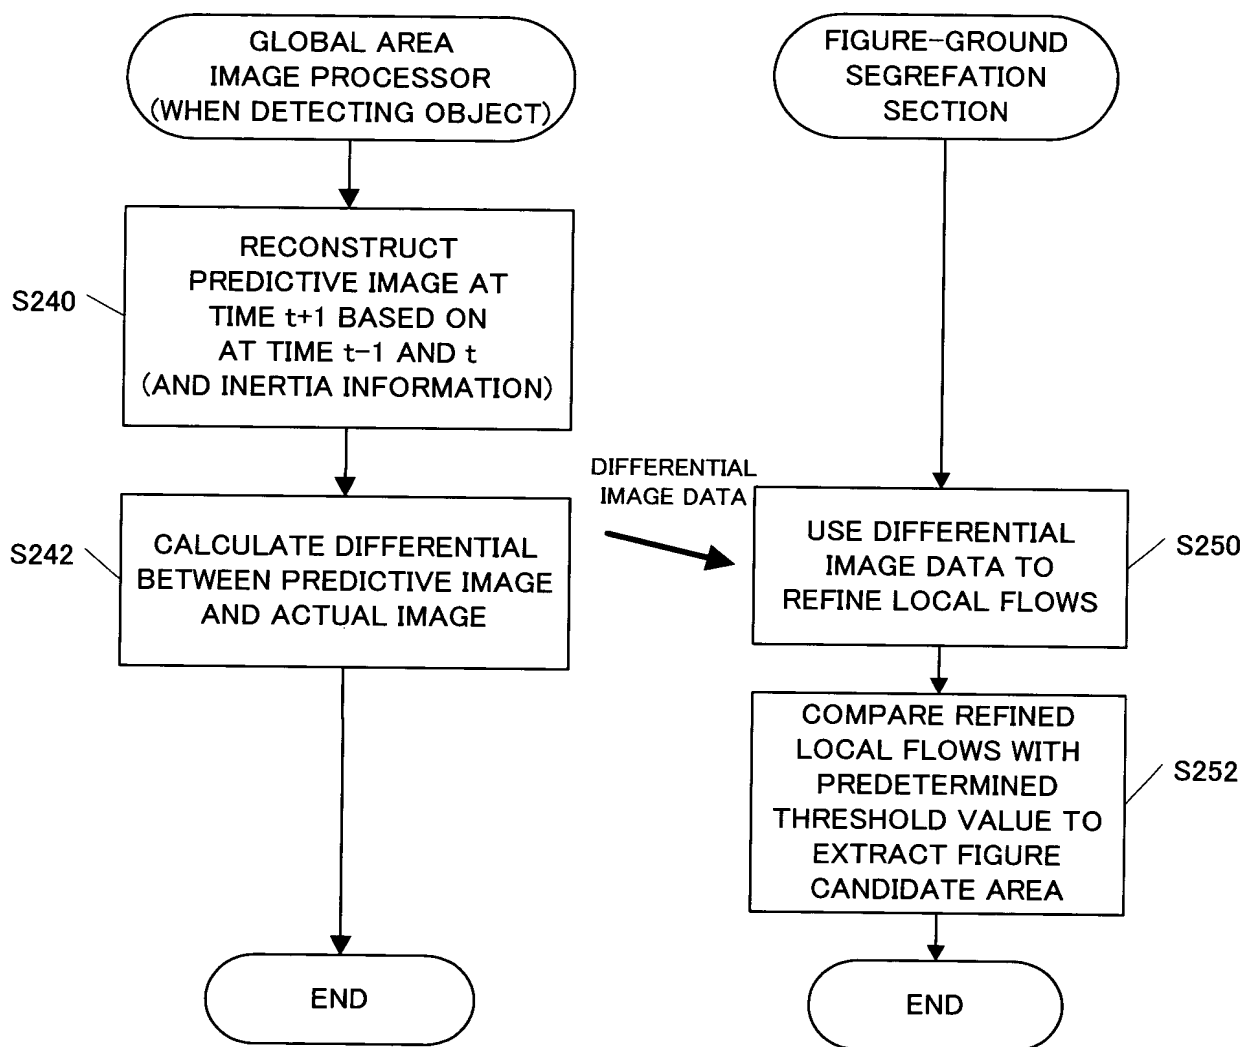 GLOBAL AREA
IMAGE PROCESSOR
(WHEN DETECTING OBJECT)
S240
RECONSTRUCT
PREDICTIVE IMAGE AT
TIME t+1 BASED ON
AT TIME t-1 AND t
(AND INERTIA INFORMATION)
S242
CALCULATE DIFFERENTIAL
BETWEEN PREDICTIVE IMAGE
AND ACTUAL IMAGE
END
DIFFERENTIAL
IMAGE DATA
FIGURE-GROUND
SEGREFATION
SECTION
USE DIFFERENTIAL
IMAGE DATA TO
REFINE LOCAL FLOWS
S250
COMPARE REFINED
LOCAL FLOWS WITH
PREDETERMINED
THRESHOLD VALUE TO
EXTRACT FIGURE
CANDIDATE AREA
S252
END